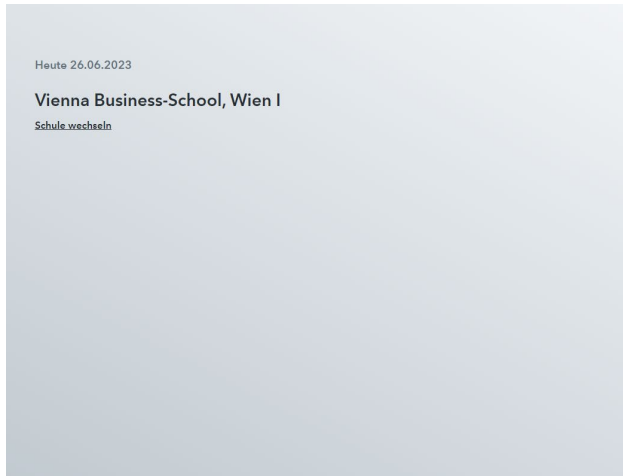 Heute 26.06.2023
Vienna Business-School, Wien I
Schule wechseln